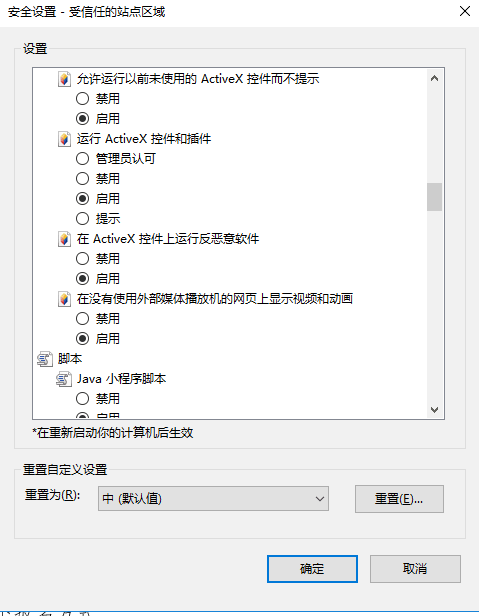 安全设置 - 受信任的站点区域
设置
允许运行以前未使用的 ActiveX 控件而不提示
禁用
启用
运行 ActiveX 控件和插件
管理员认可
禁用
启用
提示
在 ActiveX 控件上运行反恶意软件
禁用
启用
在没有使用外部媒体播放机的网页上显示视频和动画
禁用
启用
脚本
Java 小程序脚本
禁用
启用
*在重新启动你的计算机后生效
重置自定义设置
重置为(R):
中 (默认值)
重置(E)...
确定
取消